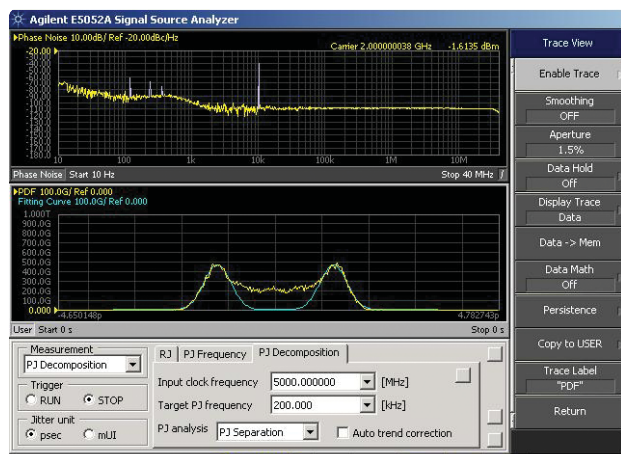 Agilent E5052A Signal Source Analyzer
Phase Noise 10.00dB/ Ref -20.00dBc/Hz
Carrier 2.000000038 GHz -1.6135 dBm
-20.00
-180.0
10 100 1k 10k 100k 1M 10M
Phase Noise Start 10 Hz Stop 40 MHz
PDF 100.0G/ Ref 0.000
Fitting Curve 100.0G/ Ref 0.000
1.000T
900.0G
800.0G
700.0G
600.0G
500.0G
400.0G
300.0G
200.0G
100.0G
0.000
-4.650148p 4.782743p
User Start 0 s Stop 0 s
Measurement
PJ Decomposition
Trigger
RUN STOP
Jitter unit
psec mUI
RJ PJ Frequency PJ Decomposition
Input clock frequency 5000.000000 [MHz]
Target PJ frequency 200.000 [kHz]
PJ analysis PJ Separation Auto trend correction
Trace View
Enable Trace
Smoothing
OFF
Aperture
1.5%
Data Hold
Off
Display Trace
Data
Data -> Mem
Data Math
Off
Persistence
Copy to USER
Trace Label
"PDF"
Return